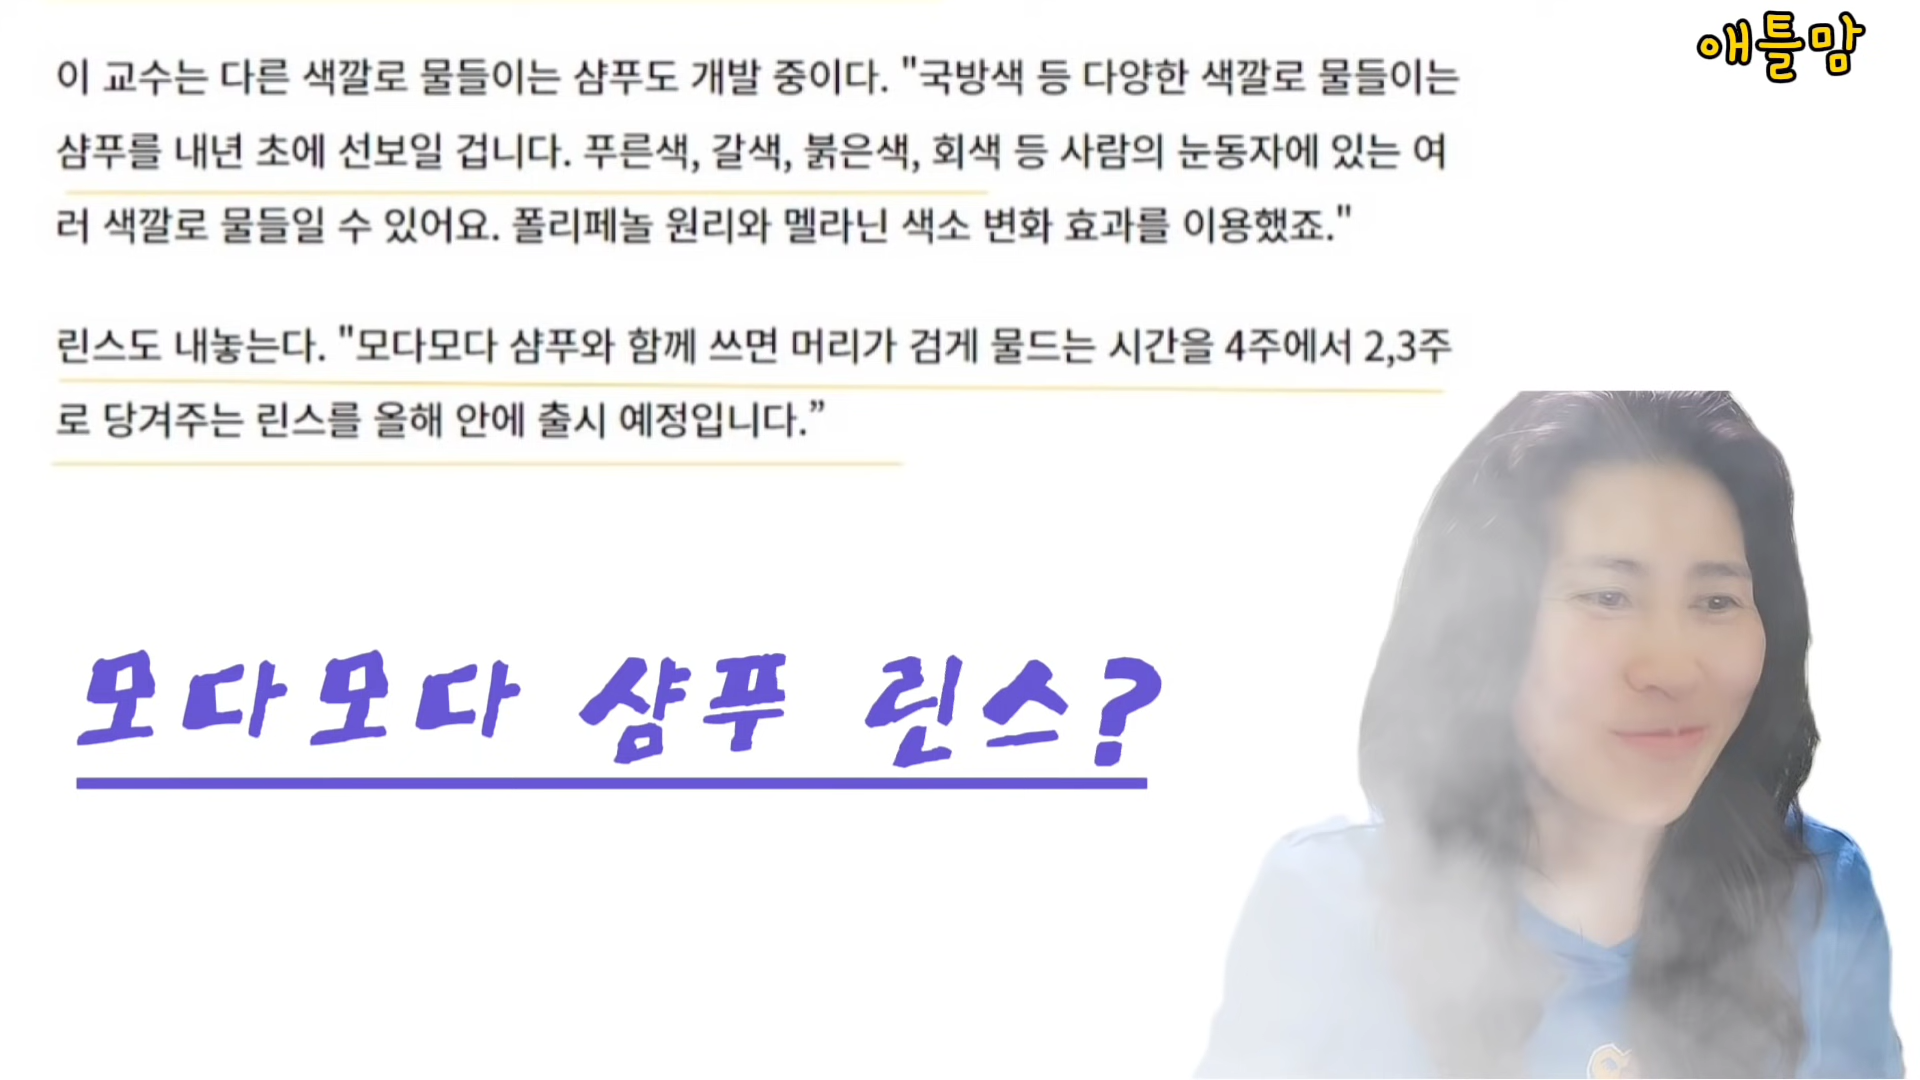 애틀맘
이 교수는 다른 색깔로 물들이는 샴푸도 개발 중이다. "국방색 등 다양한 색깔로 물들이는
샴푸를 내년 초에 선보일 겁니다. 푸른색, 갈색, 붉은색, 회색 등 사람의 눈동자에 있는 여
러 색깔로 물들일 수 있어요. 폴리페놀 원리와 멜라닌 색소 변화 효과를 이용했죠."
린스도 내놓는다. "모다모다 샴푸와 함께 쓰면 머리가 검게 물드는 시간을 4주에서 2,3주
로 당겨주는 린스를 올해 안에 출시 예정입니다.”
모다모다 샴푸 린스?